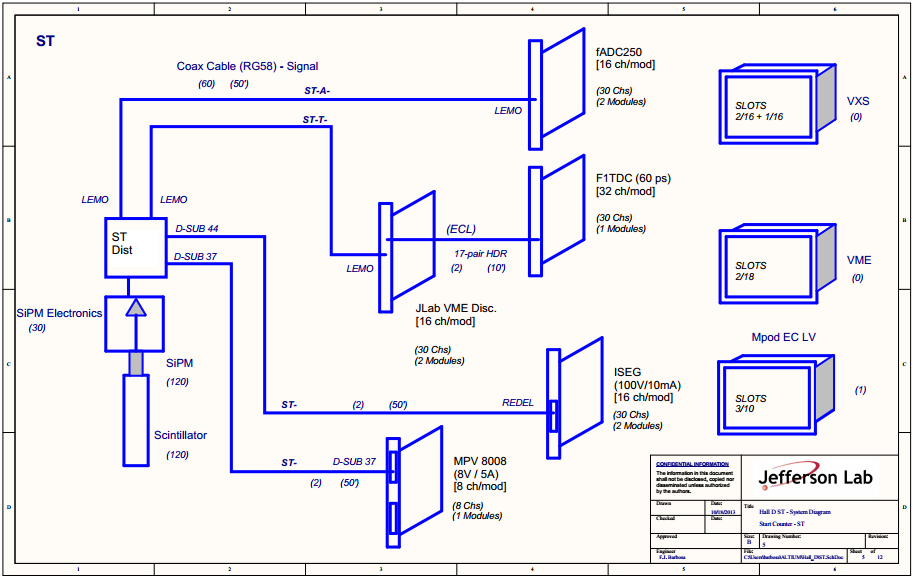 1 2 3 4 5 6
A A
ST
Coax Cable (RG58) - Signal
(60) (50')
ST-A-
LEMO
fADC250
[16 ch/mod]
(30 Chs)
(2 Modules)
SLOTS
2/16 + 1/16
VXS
(0)
ST-T-
B B
LEMO LEMO
ST
Dist
D-SUB 44
D-SUB 37
LEMO
(ECL)
17-pair HDR
(2) (10')
F1TDC (60 ps)
[32 ch/mod]
(30 Chs)
(1 Modules)
SLOTS
2/18
VME
(0)
JLab VME Disc.
[16 ch/mod]
(30 Chs)
(2 Modules)
SiPM Electronics
(30)
C C
SiPM
(120)
Scintillator
(120)
ST- (2) (50')
REDEL
ISEG
(100V/10mA)
[16 ch/mod]
(30 Chs)
(2 Modules)
Mpod EC LV
SLOTS
3/10
(1)
D D
ST- D-SUB 37
(2) (50')
MPV 8008
(8V / 5A)
[8 ch/mod]
(8 Chs)
(1 Modules)
CONFIDENTIAL INFORMATION
The information in this document
shall not be disclosed, copied nor
disseminated unless authorized
by the authors.
Jefferson Lab
Drawn Date:
10/18/2013
Checked Date:
Approved
Engineer
F.J. Barbosa
Title
Hall D ST - System Diagram
Start Counter - ST
Size: Drawing Number: Revision:
B 5
File: Sheet of
5 12
1 2 3 4 5 6